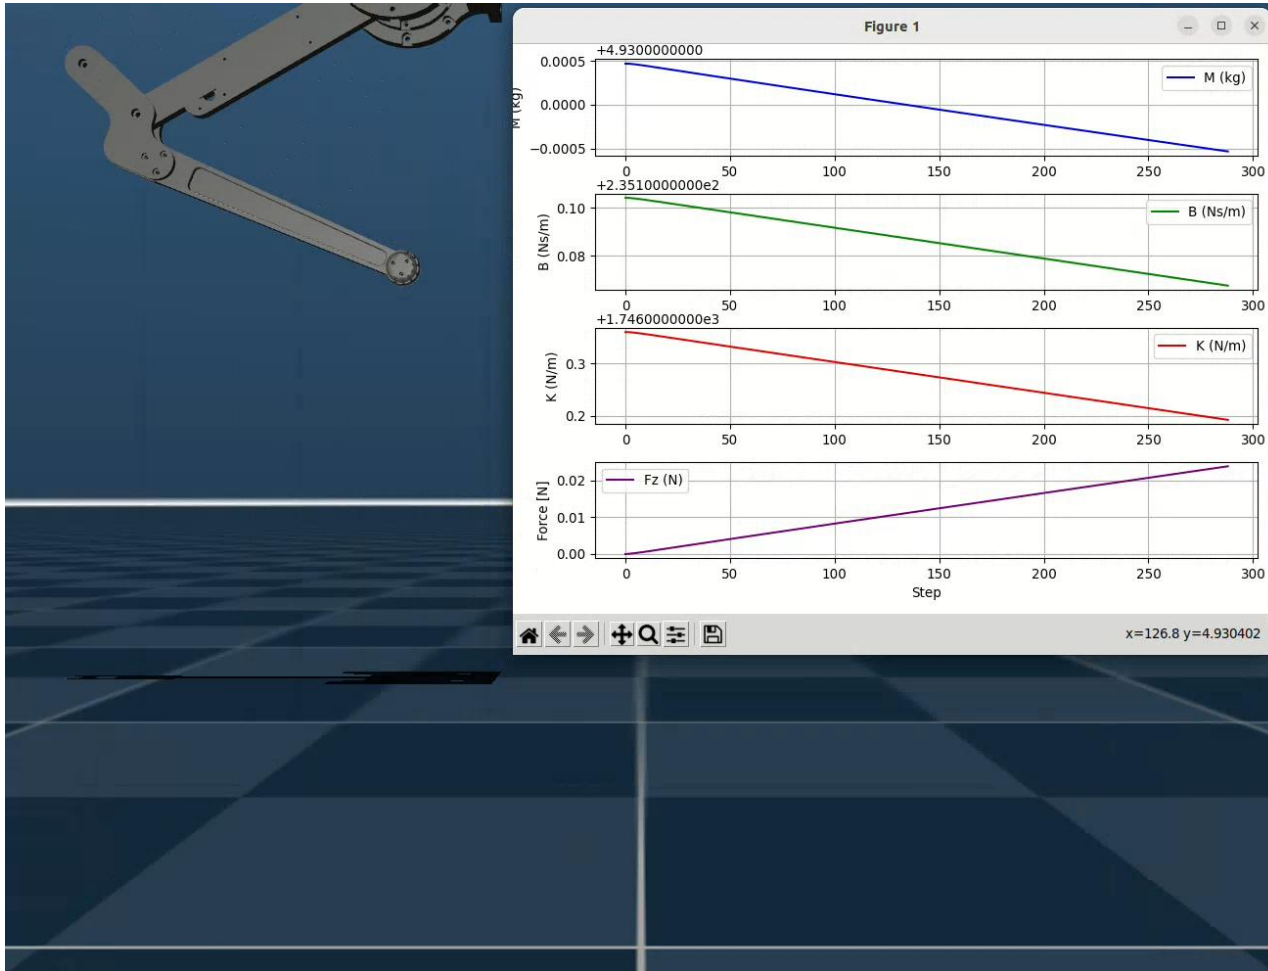 Figure 1
+4.9300000000
0.0005
0.0000
−0.0005
M (kg)
M (kg)
0 50 100 150 200 250 300
+2.3510000000e2
0.10
0.08
B (Ns/m)
B (Ns/m)
0 50 100 150 200 250 300
+1.7460000000e3
0.3
0.2
K (N/m)
K (N/m)
0 50 100 150 200 250 300
0.02
0.01
0.00
Force [N]
Fz (N)
0 50 100 150 200 250 300
Step
x=126.8 y=4.930402